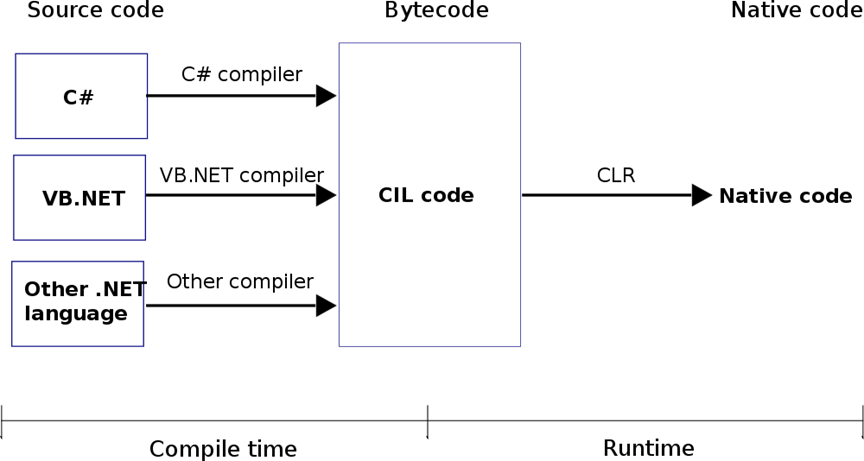 Source code
Bytecode
Native code
C#
C# compiler
VB.NET
VB.NET compiler
CIL code
CLR
Native code
Other .NET
language
Other compiler
Compile time
Runtime